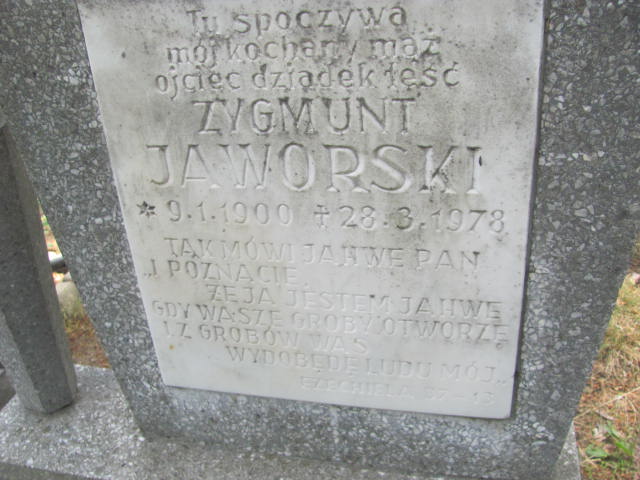 Tu spoczywa
mój kochany mąż
ojciec dziadek teść
ZYGMUNT
JAWORSKI
* 9.1.1900 ✝ 28.3.1978
TAK MÓWI JAHWE PAN
„I POZNACIE
ŻE JA JESTEM JAHWE
GDY WASZE GROBY OTWORZĘ
I Z GROBÓW WAS
WYDOBĘDĘ LUDU MÓJ„
EZECHIELA 37-13